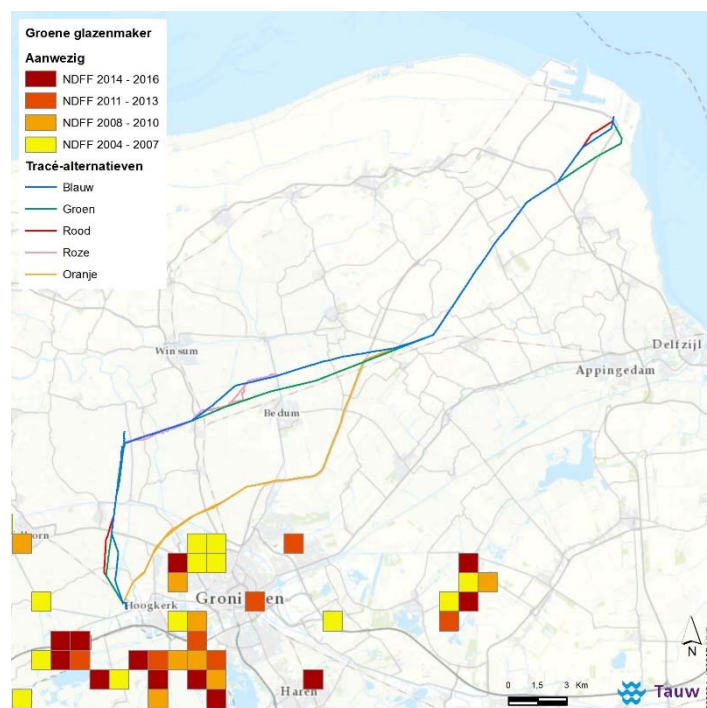 Groene glazenmaker
Aanwezig
NDFF 2014 - 2016
NDFF 2011 - 2013
NDFF 2008 - 2010
NDFF 2004 - 2007
Tracé-alternatieven
Blauw
Groen
Rood
Roze
Oranje
Winsum
Delfzijl
Appingedam
Bedum
Hoogkerk
Haren
N
0 1,5 3 Km
Tauw